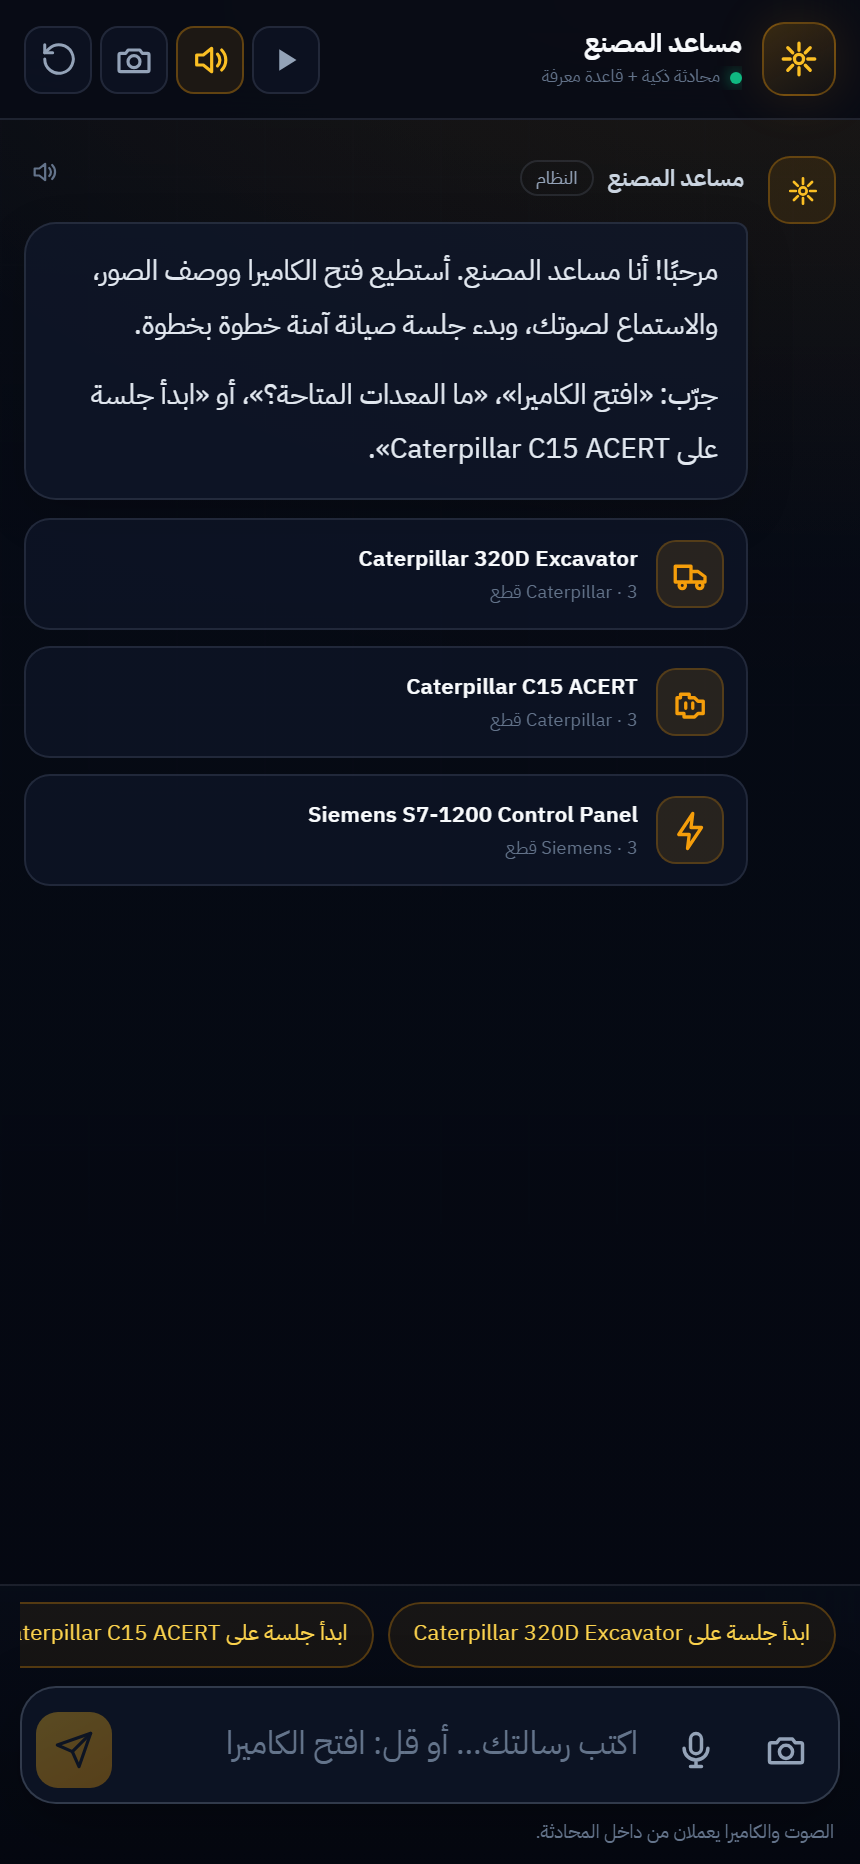 مساعد المصنع
محادثة ذكية + قاعدة معرفة
مساعد المصنع
النظام
مرحبًا! أنا مساعد المصنع. أستطيع فتح الكاميرا ووصف الصور،
والاستماع لصوتك، وبدء جلسة صيانة آمنة خطوة بخطوة.
جرّب: «افتح الكاميرا»، «ما المعدات المتاحة؟»، أو «ابدأ جلسة
على Caterpillar C15 ACERT».
Caterpillar 320D Excavator
Caterpillar · 3 قطع
Caterpillar C15 ACERT
Caterpillar · 3 قطع
Siemens S7-1200 Control Panel
Siemens · 3 قطع
ابدأ جلسة على Caterpillar 320D Excavator
ابدأ جلسة على terpillar C15 ACERT
اكتب رسالتك... أو قل: افتح الكاميرا
الصوت والكاميرا يعملان من داخل المحادثة.